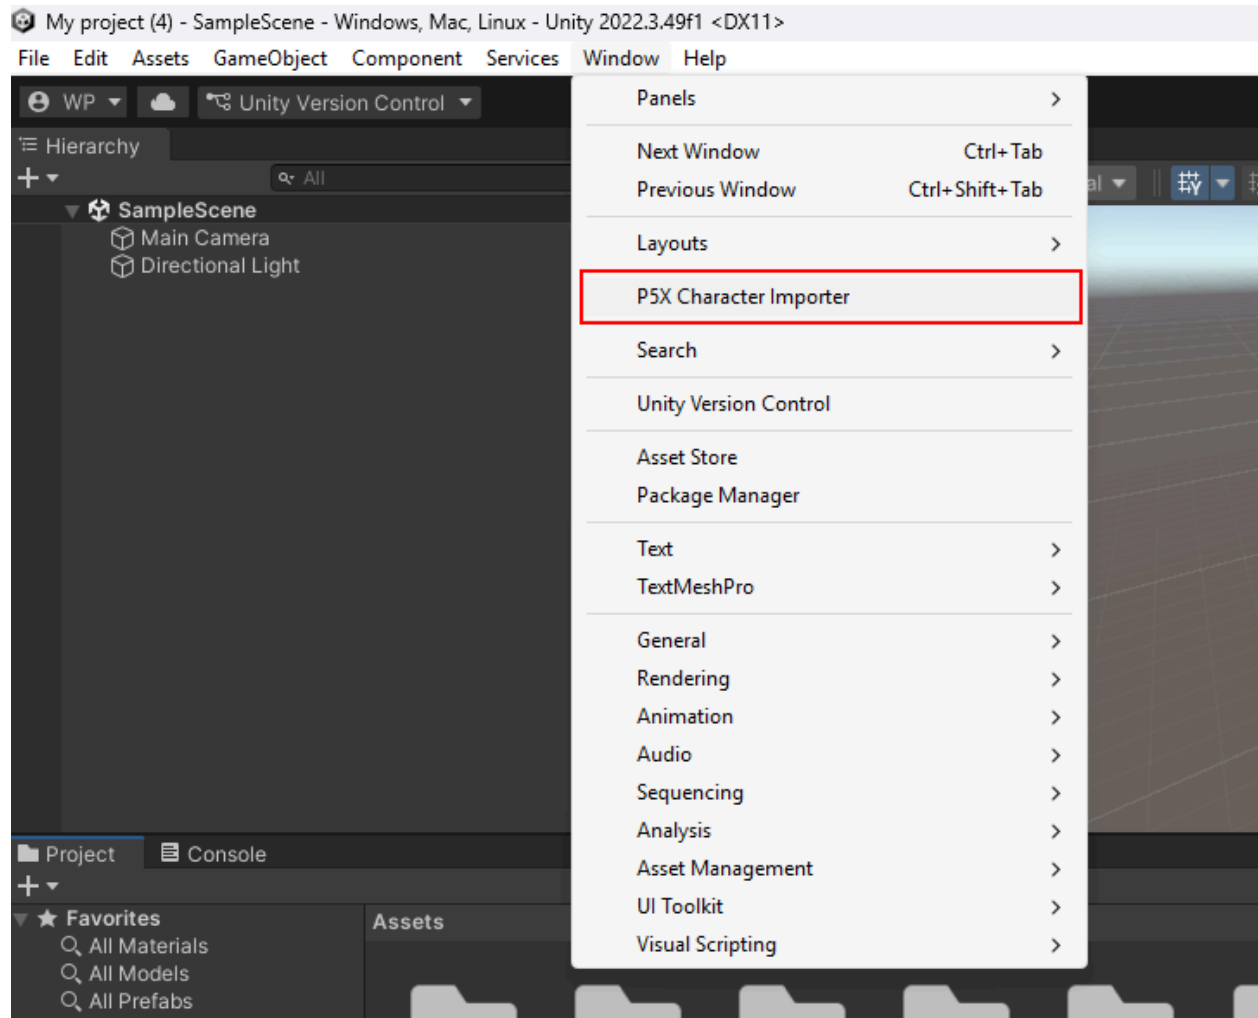 My project (4) - SampleScene - Windows, Mac, Linux - Unity 2022.3.49f1 <DX11>
File Edit Assets GameObject Component Services Window Help
WP Unity Version Control
Hierarchy
All
SampleScene
Main Camera
Directional Light
Panels
Next Window Ctrl+Tab
Previous Window Ctrl+Shift+Tab
Layouts
P5X Character Importer
Search
Unity Version Control
Asset Store
Package Manager
Text
TextMeshPro
General
Rendering
Animation
Audio
Sequencing
Analysis
Asset Management
UI Toolkit
Visual Scripting
Project Console
Favorites
All Materials
All Models
All Prefabs
Assets